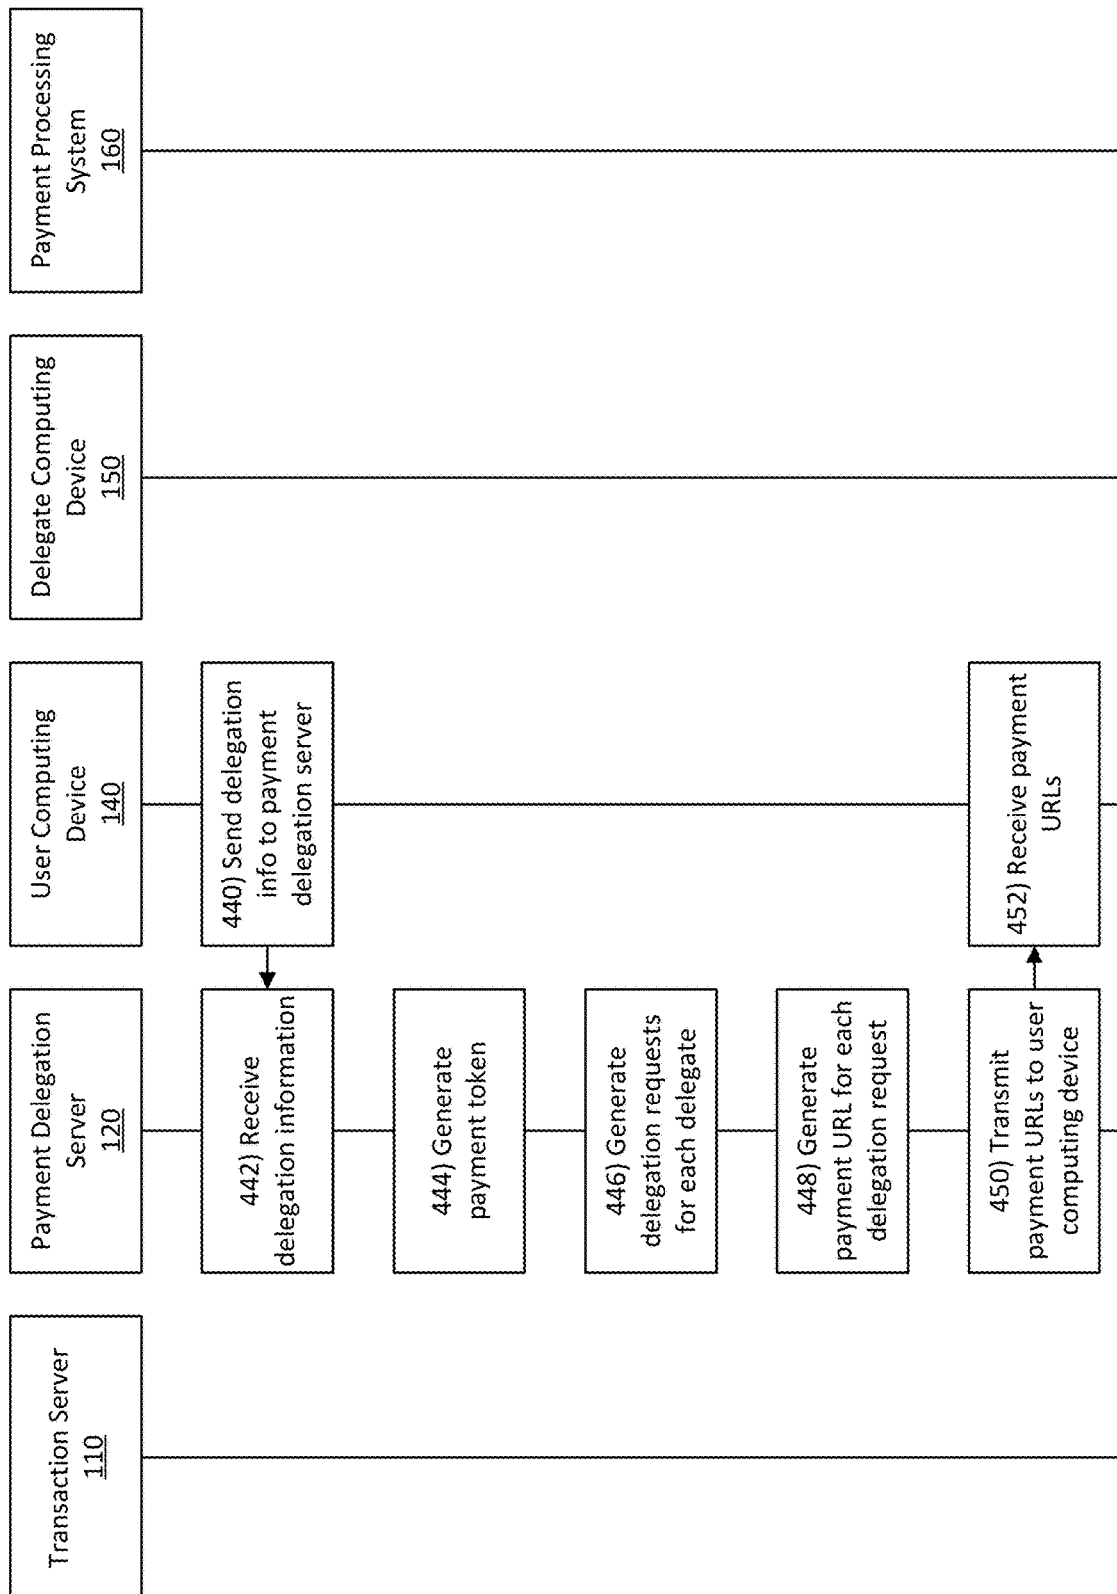 Transaction Server
110
Payment Delegation
Server
120
User Computing
Device
140
Delegate Computing
Device
150
Payment Processing
System
160
440) Send delegation
info to payment
delegation server
442) Receive
delegation information
444) Generate
payment token
446) Generate
delegation requests
for each delegate
448) Generate
payment URL for each
delegation request
450) Transmit
payment URLs to user
computing device
452) Receive payment
URLs